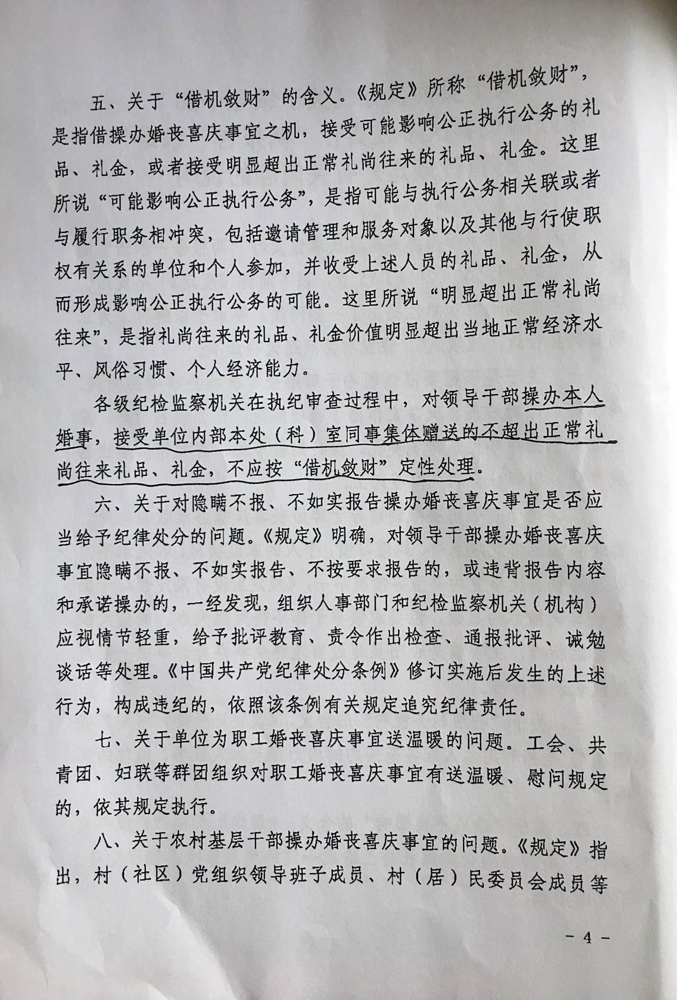 五、关于“借机敛财”的含义。《规定》所称“借机敛财”，
是指借操办婚丧喜庆事宜之机，接受可能影响公正执行公务的礼
品、礼金，或者接受明显超出正常礼尚往来的礼品、礼金。这里
所说“可能影响公正执行公务”，是指可能与执行公务相关联或者
与履行职务相冲突，包括邀请管理和服务对象以及其他与行使职
权有关系的单位和个人参加，并收受上述人员的礼品、礼金，从
而形成影响公正执行公务的可能。这里所说“明显超出正常礼尚
往来”，是指礼尚往来的礼品、礼金价值明显超出当地正常经济水
平、风俗习惯、个人经济能力。
各级纪检监察机关在执纪审查过程中，对领导干部操办本人
婚事，接受单位内部本处（科）室同事集体赠送的不超出正常礼
尚往来礼品、礼金，不应按“借机敛财”定性处理。
六、关于对隐瞒不报、不如实报告操办婚丧喜庆事宜是否应
当给予纪律处分的问题。《规定》明确，对领导干部操办婚丧喜庆
事宜隐瞒不报、不如实报告、不按要求报告的，或违背报告内容
和承诺操办的，一经发现，组织人事部门和纪检监察机关（机构）
应视情节轻重，给予批评教育、责令作出检查、通报批评、诫勉
谈话等处理。《中国共产党纪律处分条例》修订实施后发生的上述
行为，构成违纪的，依照该条例有关规定追究纪律责任。
七、关于单位为职工婚丧喜庆事宜送温暖的问题。工会、共
青团、妇联等群团组织对职工婚丧喜庆事宜有送温暖、慰问规定
的，依其规定执行。
八、关于农村基层干部操办婚丧喜庆事宜的问题。《规定》指
出，村（社区）党组织领导班子成员、村（居）民委员会成员等
- 4 -